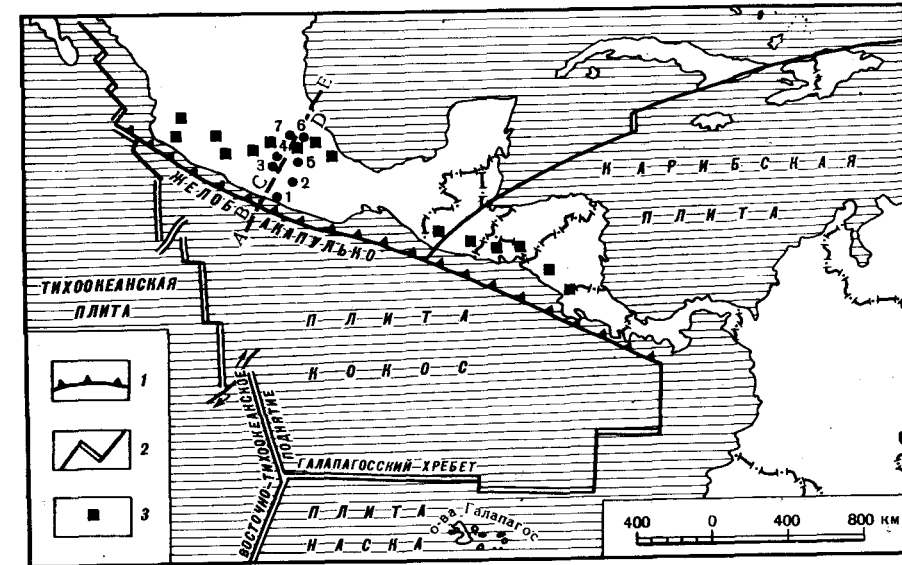 7
6
E
D
4
3
5
C
2
1
B
A
ЖЕЛОБ АКАПУЛЬКО
КАРИБСКАЯ
ПЛИТА
ТИХООКЕАНСКАЯ
ПЛИТА
ПЛИТА
КОКОС
ВОСТОЧНО-ТИХООКЕАНСКОЕ
ПОДНЯТИЕ
ГАЛАПАГОССКИЙ ХРЕБЕТ
ПЛИТА
НАСКА
о-ва Галапагос
1
2
3
400 0 400 800 км